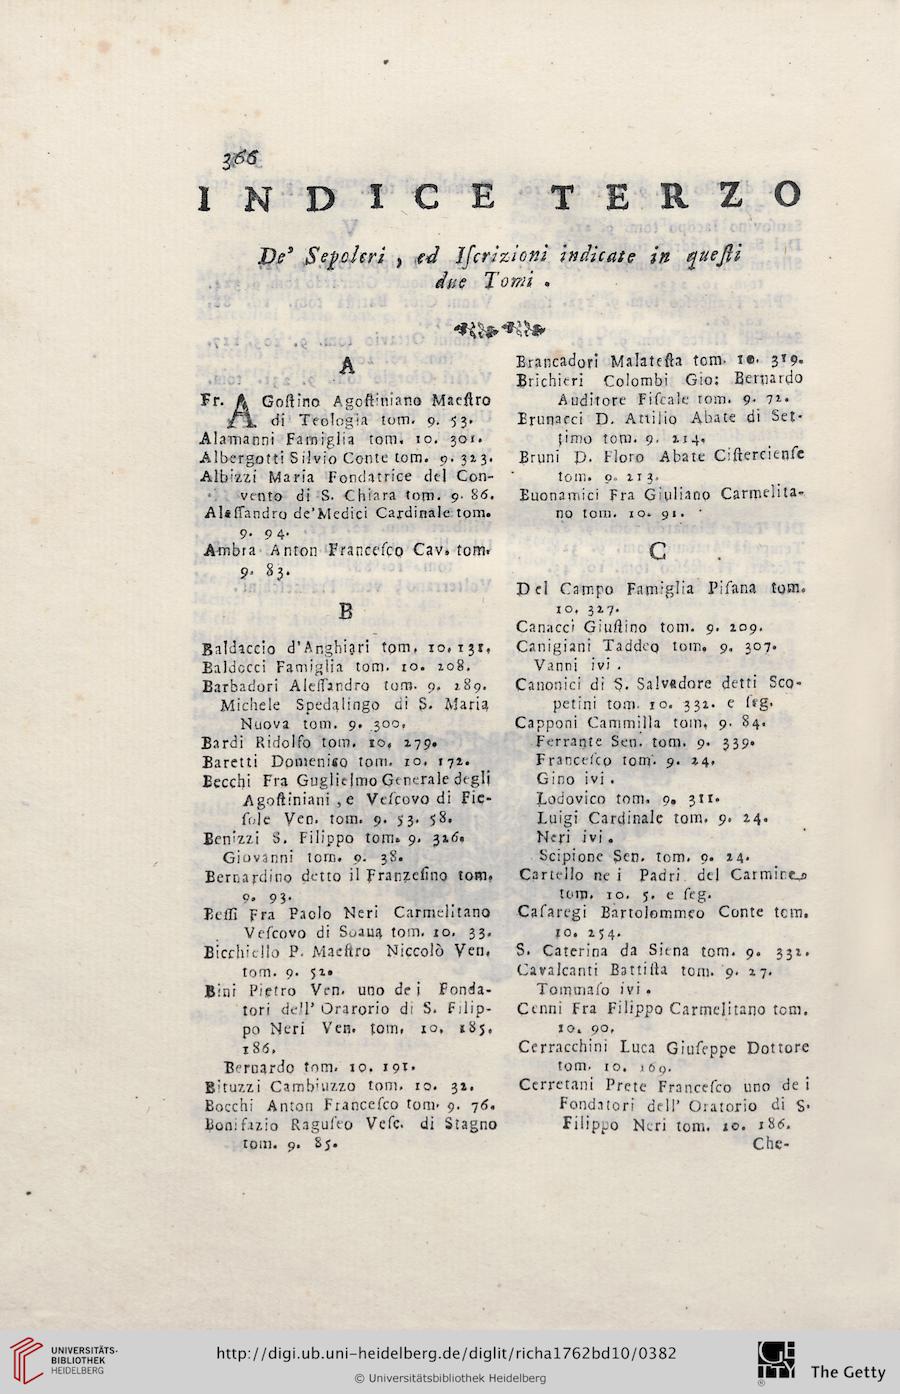 366
INDICE TERZO
De' Sepolcri , ed Iſcrizioni indicate in queſti
due Tomi .
A
Fr. AGoſtino Agoſtiniano Maeſtro
di Teologia tom. 9. 53.
Alamanni Famiglia tom. 10. 301.
Albergotti Silvio Conte tom. 9. 323.
Albizzi Maria Fondatrice del Con-
vento di S. Chiara tom. 9. 86.
Aleſſandro de' Medici Cardinale tom.
9. 94.
Ambra Anton Franceſco Cav. tom.
9. 83.
B
Baldaccio d'Anghiari tom. 10. 131.
Baldocci Famiglia tom. 10. 208.
Barbadori Aleſſandro tom. 9. 289.
Michele Spedalingo di S. Maria
Nuova tom. 9. 300.
Bardi Ridolfo tom. 10. 279.
Baretti Domenico tom. 10. 172.
Becchi Fra Guglielmo Generale degli
Agoſtiniani , e Veſcovo di Fie-
ſole Ven. tom. 9. 53. 58.
Benizzi S. Filippo tom. 9. 326.
Giovanni tom. 9. 38.
Bernardino detto il Franzeſino tom.
9. 93.
Beſſi Fra Paolo Neri Carmelitano
Veſcovo di Soaua tom. 10. 33.
Bicchiello P. Maeſtro Niccolò Ven.
tom. 9. 52.
Bini Pietro Ven. uno dei Fonda-
tori dell' Orarorio di S. Filip-
po Neri Ven. tom. 10. 185.
186.
Bernardo tom. 10. 191.
Bituzzi Cambiuzzo tom. 10. 32.
Bocchi Anton Franceſco tom. 9. 76.
Bonifazio Raguſeo Veſc. di Stagno
tom. 9. 85.
Brancadori Malateſta tom. 10. 319.
Brichieri Colombi Gio: Bernardo
Auditore Fiſcale tom. 9. 72.
Brunacci D. Attilio Abate di Set-
timo tom. 9. 214.
Bruni D. Floro Abate Ciſtercienſe
tom. 9. 213.
Buonamici Fra Giuliano Carmelita-
no tom. 10. 91.
C
Del Campo Famiglia Piſana tom.
10. 327.
Canacci Giuſtino tom. 9. 209.
Canigiani Taddeo tom. 9. 307.
Vanni ivi .
Canonici di S. Salvadore detti Sco-
petini tom. 10. 332. e ſeg.
Capponi Cammilla tom. 9. 84.
Ferrante Sen. tom. 9. 339.
Franceſco tom. 9. 24.
Gino ivi .
Lodovico tom. 9. 311.
Luigi Cardinale tom. 9. 24.
Neri ivi .
Scipione Sen. tom. 9. 24.
Cartello nei Padri del Carmine
tom. 10. 5. e ſeg.
Caſaregi Bartolommeo Conte tom.
10. 254.
S. Caterina da Siena tom. 9. 332.
Cavalcanti Battiſta tom. 9. 27.
Tommaſo ivi .
Cenni Fra Filippo Carmelitano tom.
10. 90.
Cerracchini Luca Giuſeppe Dottore
tom. 10. 169.
Cerretani Prete Franceſco uno dei
Fondatori dell' Oratorio di S.
Filippo Neri tom. 10. 186.
Che-
UNIVERSITÄTS-
BIBLIOTHEK
HEIDELBERG
http://digi.ub.uni-heidelberg.de/diglit/richa1762bd10/0382
© Universitätsbibliothek Heidelberg
GETTY
The Getty